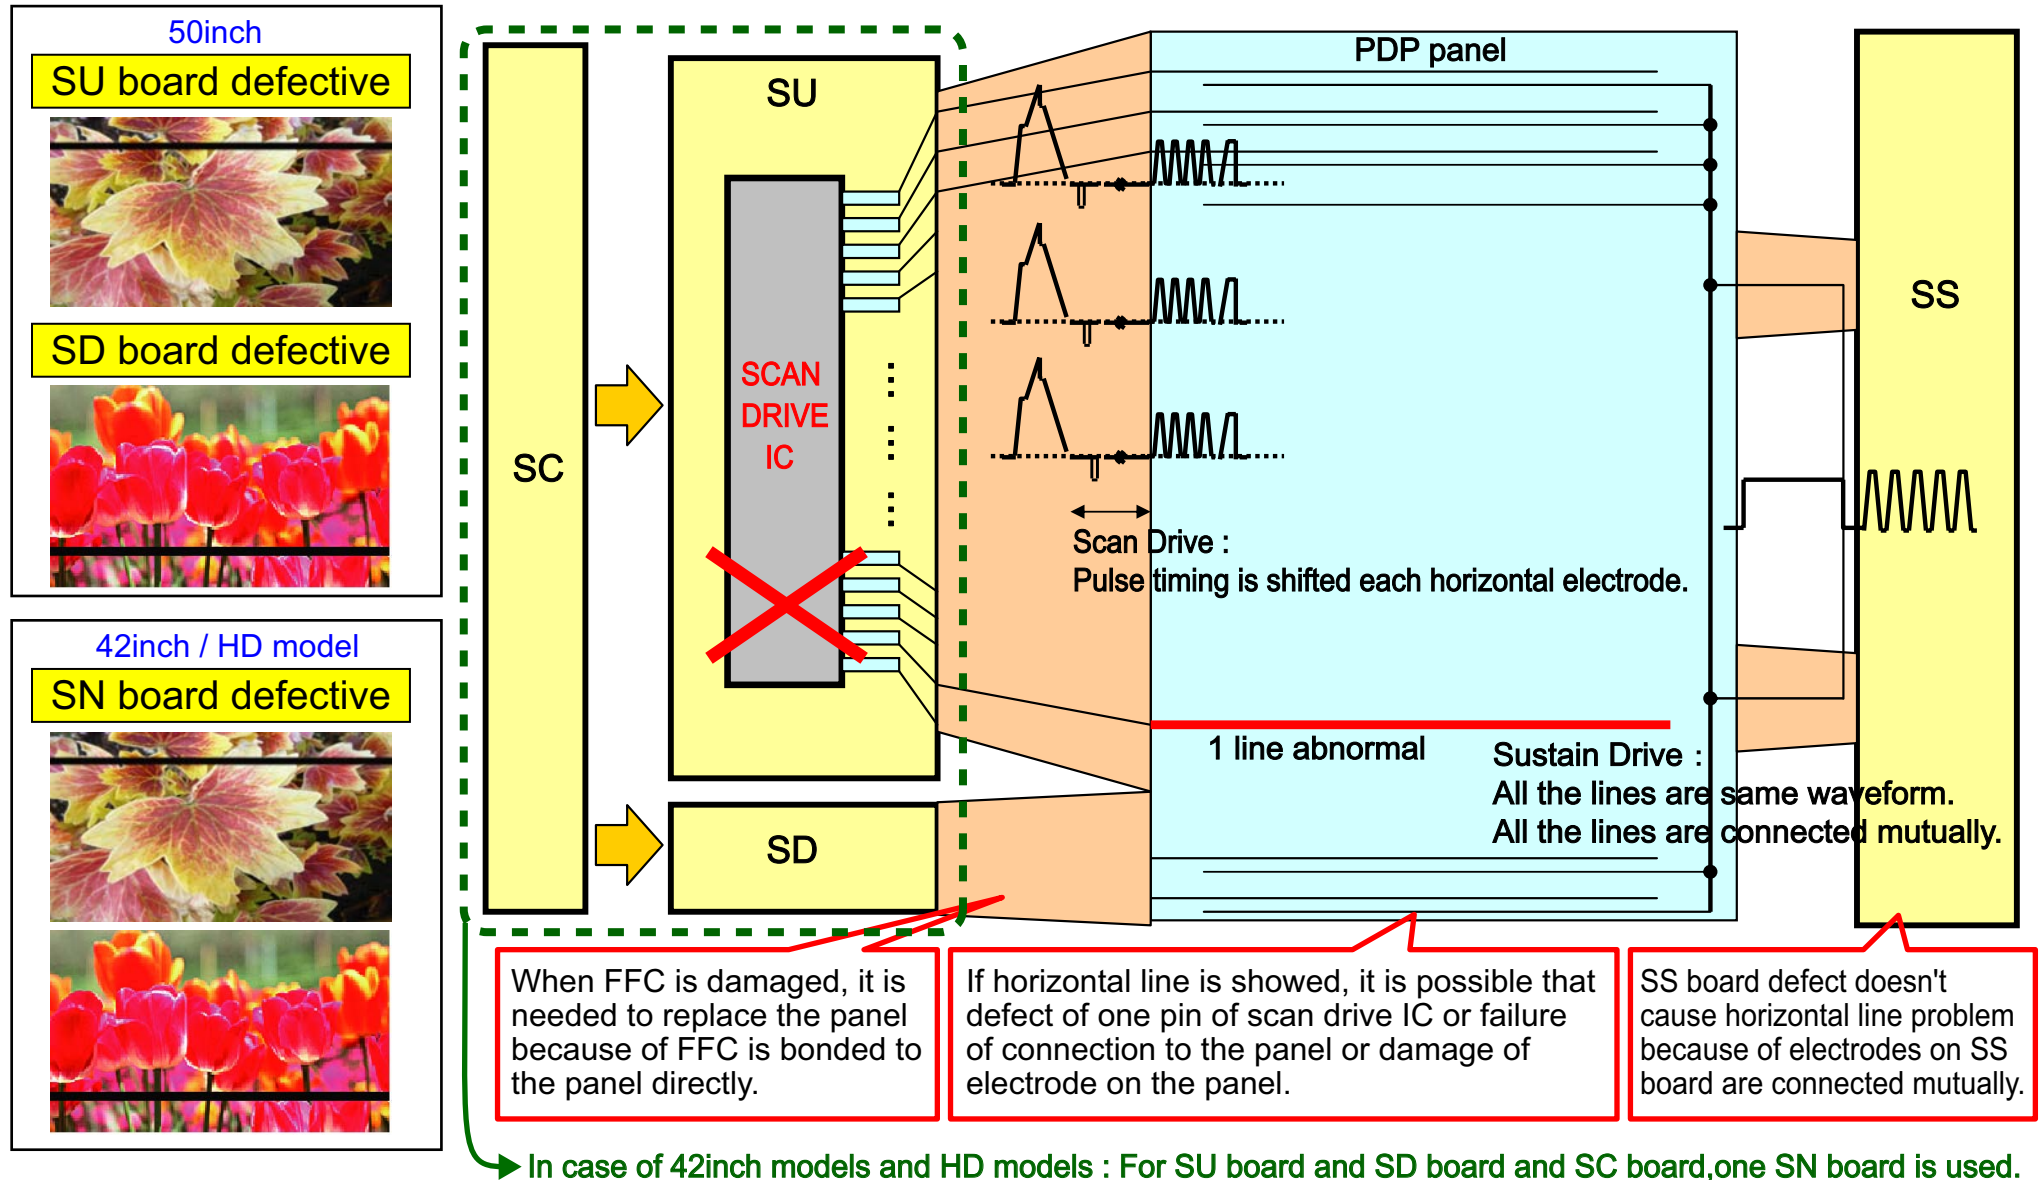 50inch
SU board defective
SD board defective
42inch / HD model
SN board defective
SC
SU
SCAN
DRIVE
IC
SD
PDP panel
SS
Scan Drive :
Pulse timing is shifted each horizontal electrode.
1 line abnormal
Sustain Drive :
All the lines are same waveform.
All the lines are connected mutually.
When FFC is damaged, it is
needed to replace the panel
because of FFC is bonded to
the panel directly.
If horizontal line is showed, it is possible that
defect of one pin of scan drive IC or failure
of connection to the panel or damage of
electrode on the panel.
SS board defect doesn't
cause horizontal line problem
because of electrodes on SS
board are connected mutually.
In case of 42inch models and HD models : For SU board and SD board and SC board,one SN board is used.